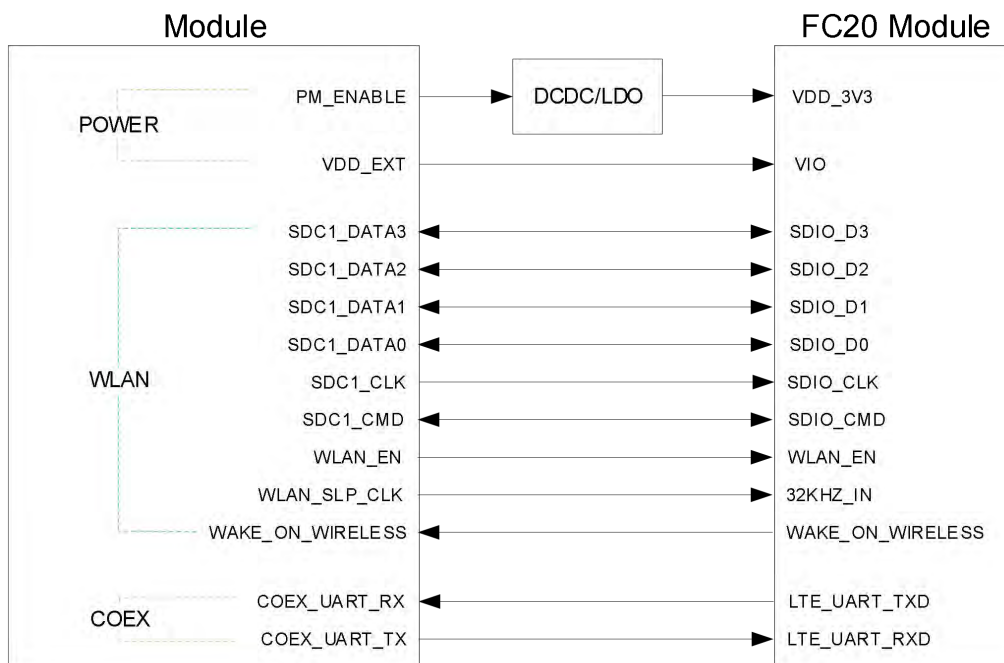 Module
FC20 Module
PM_ENABLE
DCDC/LDO
VDD_3V3
POWER
VDD_EXT
VIO
SDC1_DATA3
SDIO_D3
SDC1_DATA2
SDIO_D2
SDC1_DATA1
SDIO_D1
SDC1_DATA0
SDIO_D0
WLAN
SDC1_CLK
SDIO_CLK
SDC1_CMD
SDIO_CMD
WLAN_EN
WLAN_EN
WLAN_SLP_CLK
32KHZ_IN
WAKE_ON_WIRELESS
WAKE_ON_WIRELESS
COEX_UART_RX
LTE_UART_TXD
COEX
COEX_UART_TX
LTE_UART_RXD